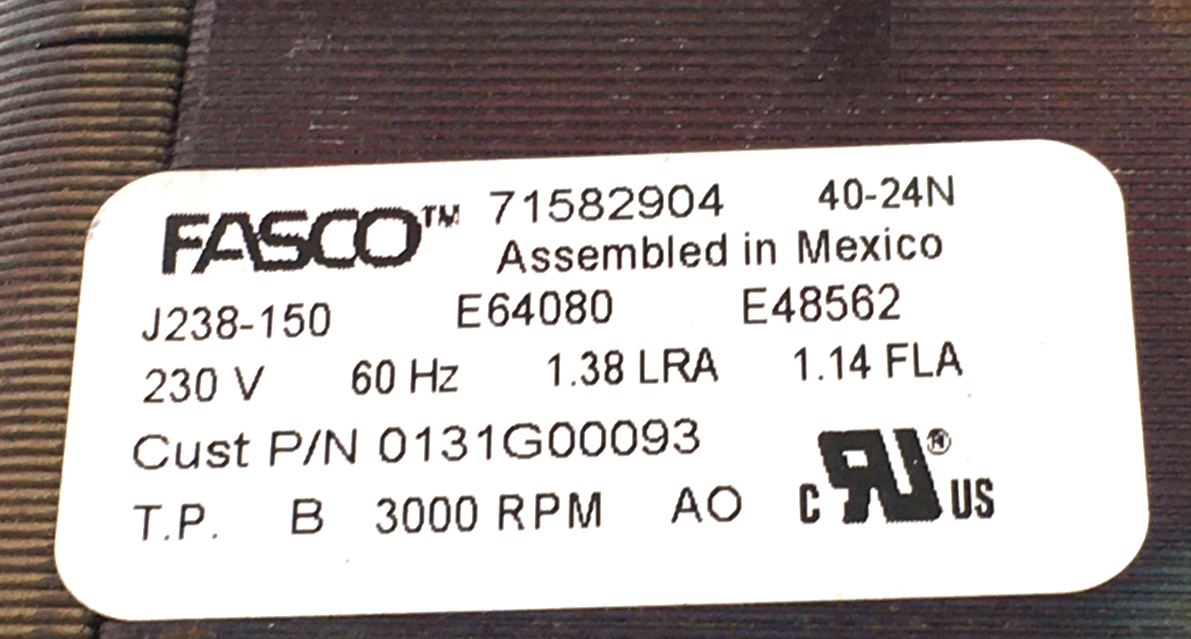 FASCO™ 71582904 40-24N
Assembled in Mexico
J238-150 E64080 E48562
230 V 60 Hz 1.38 LRA 1.14 FLA
Cust P/N 0131G00093
T.P. B 3000 RPM AO C RU® US